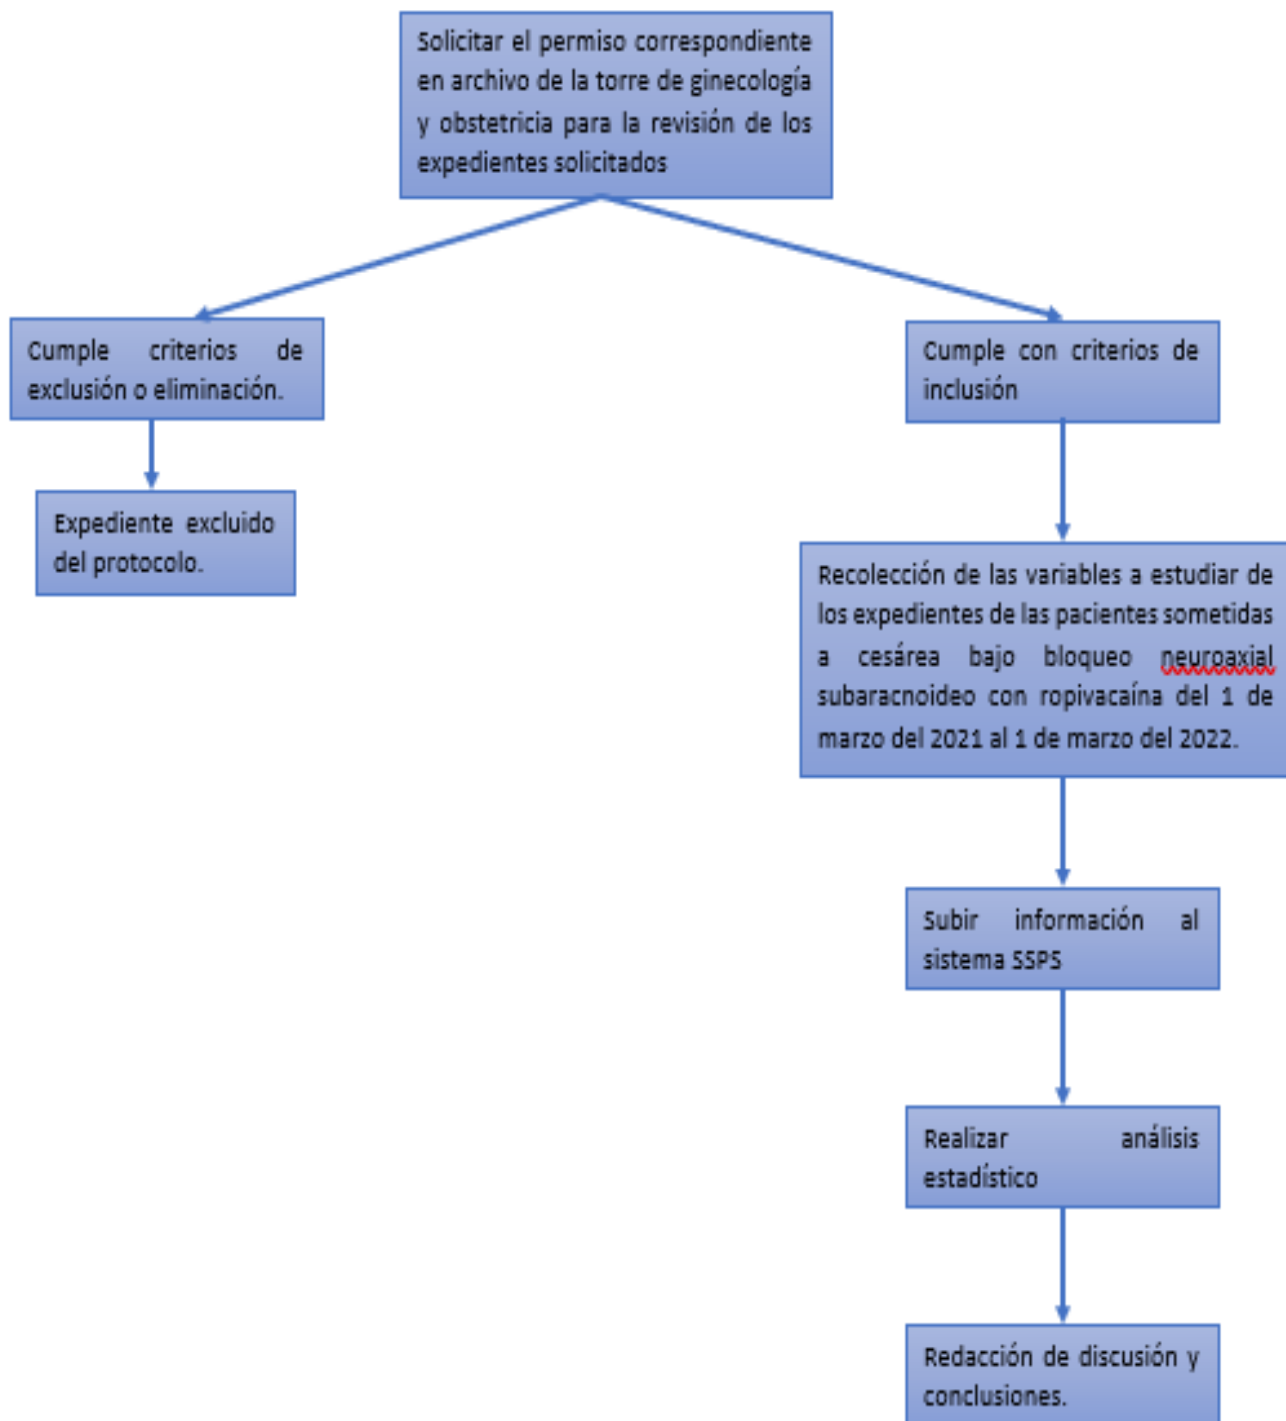 Solicitar el permiso correspondiente
en archivo de la torre de ginecología
y obstetricia para la revisión de los
expedientes solicitados
Cumple criterios de
exclusión o eliminación.
Expediente excluido
del protocolo.
Cumple con criterios de
inclusión
Recolección de las variables a estudiar de
los expedientes de las pacientes sometidas
a cesárea bajo bloqueo neuroaxial
subaracnoideo con ropivacaína del 1 de
marzo del 2021 al 1 de marzo del 2022.
Subir información al
sistema SSPS
Realizar análisis
estadístico
Redacción de discusión y
conclusiones.